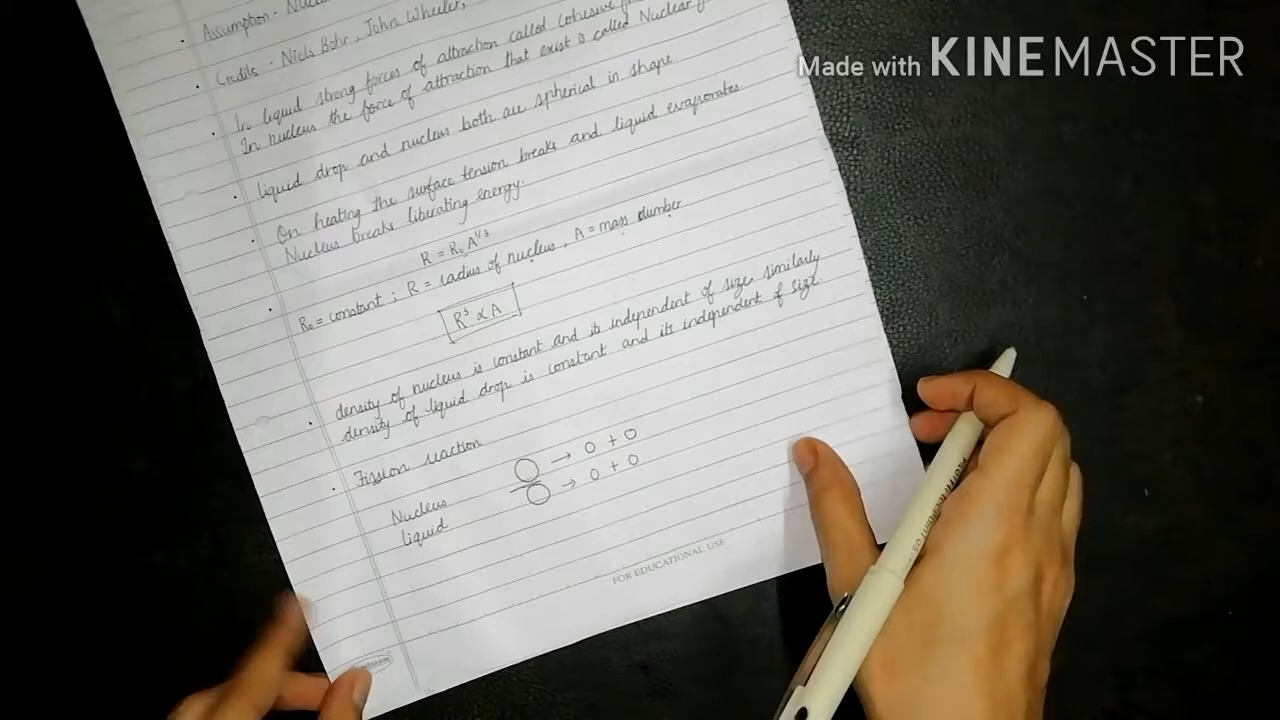 Made with KINEMASTER
Assumption -
Credits - Niels Bohr, John Wheeler,
In liquid strong forces of attraction called cohesive
In nucleus the force of attraction that exist is called Nuclear
liquid drop and nucleus both are spherical in shape.
On heating the surface tension breaks and liquid evaporates.
Nucleus breaks liberating energy.
R = R₀ A^1/3
R₀ = constant ; R = radius of nucleus, A = mass number
R³ ∝ A
density of nucleus is constant and its independent of size similarly
density of liquid drop is constant and its independent of size.
Fission reaction
Nucleus → O + O
liquid → O + O
FOR EDUCATIONAL USE